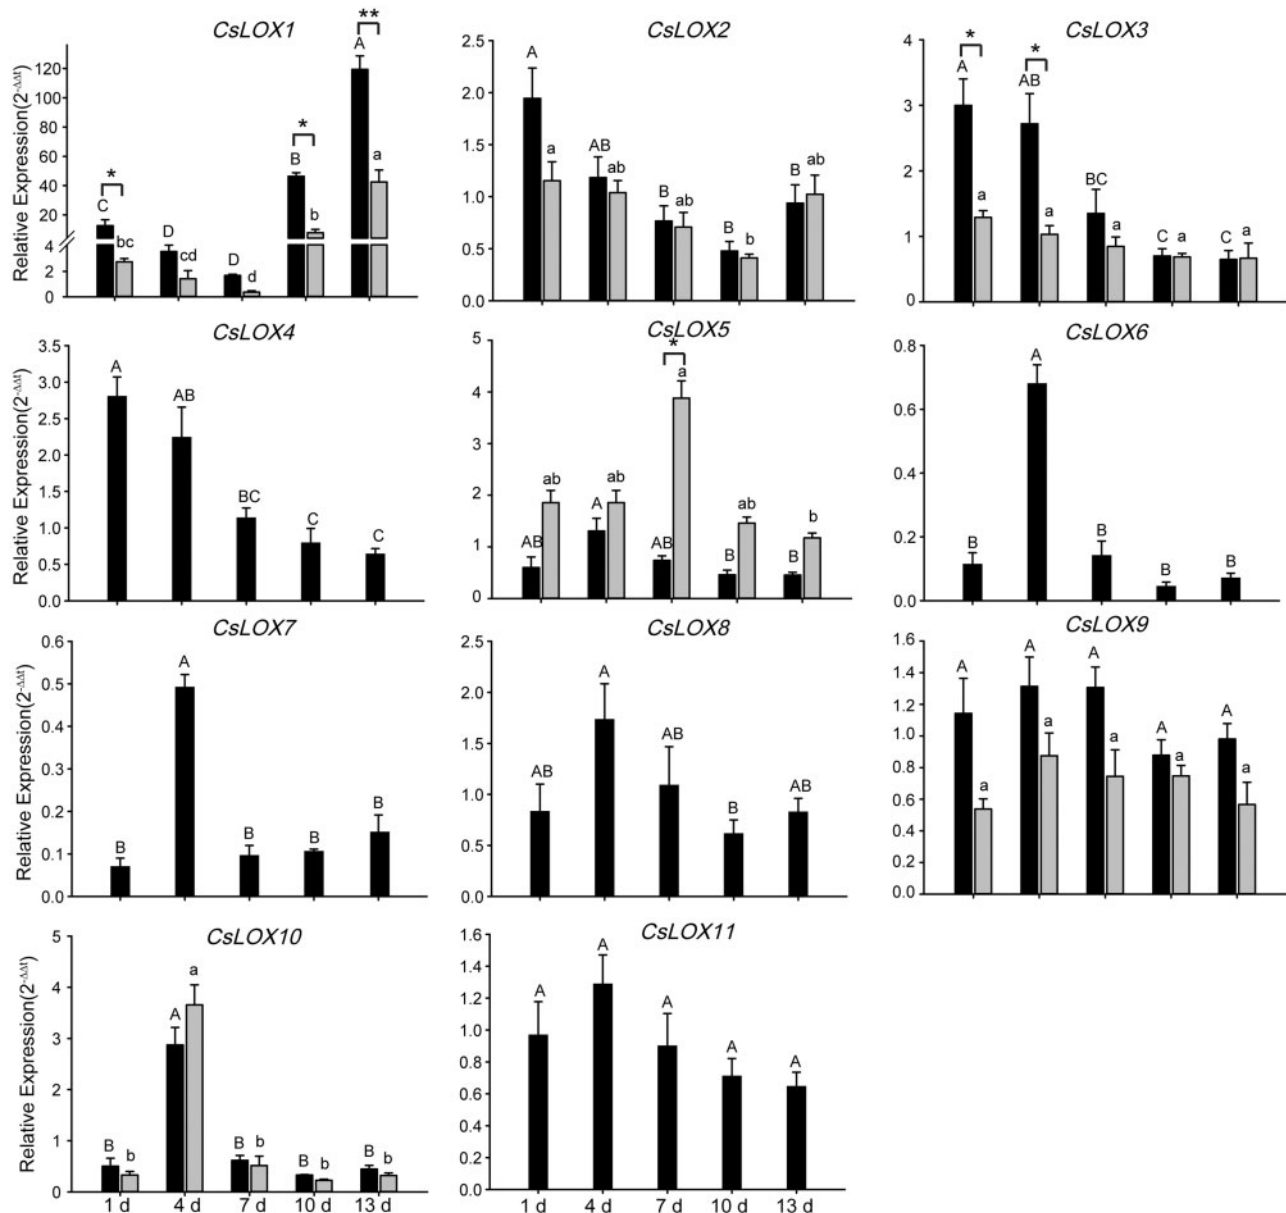 CsLOX1
Relative Expression(2-ΔΔt)
120
100
80
60
40
20
4
2
0
* * **
C bc D cd D d B b A a
CsLOX2
2.5
2.0
1.5
1.0
0.5
0.0
A a AB ab B ab B b B ab
CsLOX3
4
3
2
1
0
* *
A a AB a BC a C a C a
CsLOX4
Relative Expression(2-ΔΔt)
3.5
3.0
2.5
2.0
1.5
1.0
0.5
0.0
A AB BC C C
CsLOX5
5
4
3
2
1
0
*
AB ab A ab AB a B ab B b
CsLOX6
0.8
0.6
0.4
0.2
0.0
B A B B B
CsLOX7
Relative Expression(2-ΔΔt)
0.6
0.5
0.4
0.3
0.2
0.1
0.0
B A B B B
CsLOX8
2.5
2.0
1.5
1.0
0.5
0.0
AB A AB B AB
CsLOX9
1.6
1.4
1.2
1.0
0.8
0.6
0.4
0.2
0.0
A a A a A a A a A a
CsLOX10
Relative Expression(2-ΔΔt)
5
4
3
2
1
0
B b A a B b B b B b
1 d 4 d 7 d 10 d 13 d
CsLOX11
1.6
1.4
1.2
1.0
0.8
0.6
0.4
0.2
0.0
A A A A A
1 d 4 d 7 d 10 d 13 d